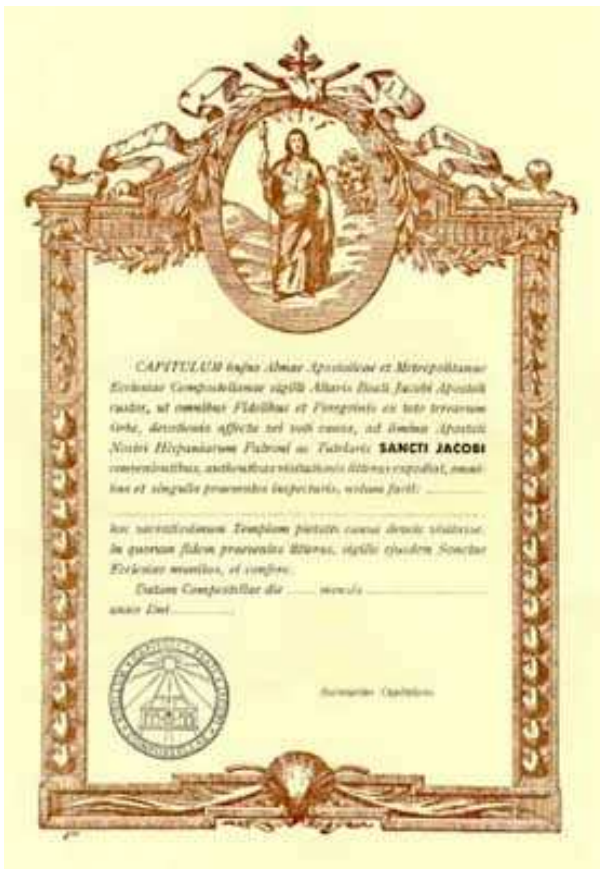 CAPITULUM hujus Almae Apostolicae et Metropolitanae
Ecclesiae Compostellanae sigilli Altaris Beati Jacobi Apostoli
custos, ut omnibus Fidelibus et Peregrinis ex toto terrarum
Orbe, devotionis affectu vel voti causa, ad limina Apostoli
Nostri Hispaniarum Patroni ac Tutelaris SANCTI JACOBI
convenientibus, authenticas visitationis litteras expediat, omni-
bus et singulis praesentes inspecturis, notum facit: ............
hoc sacratissimum Templum pietatis causa devote visitasse.
In quorum fidem praesentes litteras, sigillo ejusdem Sanctae
Ecclesiae munitas, ei confero.
Datum Compostellae die ...... mensis ............
anno Dni ............
Secretarius Capitularis